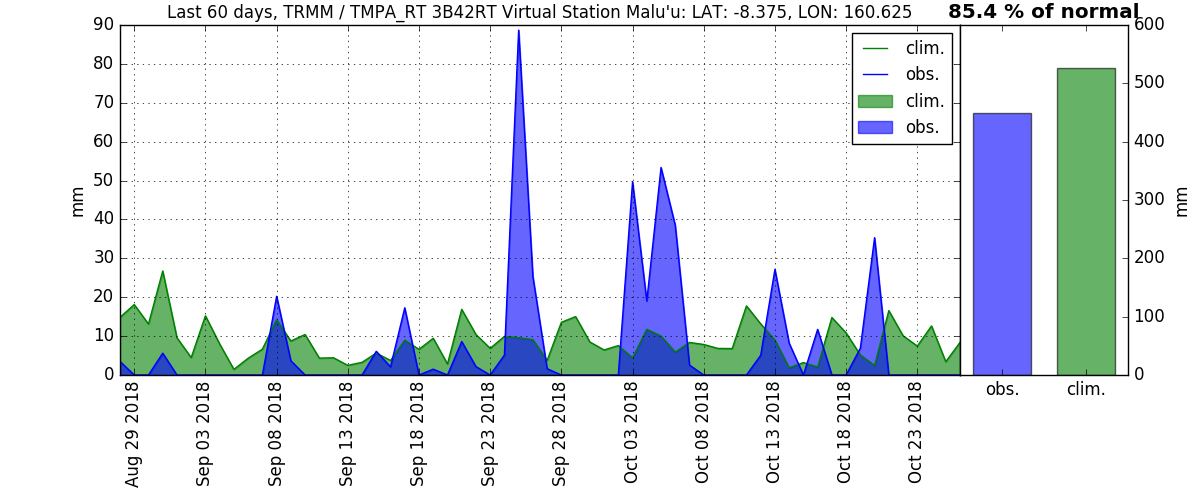 Last 60 days, TRMM / TMPA_RT 3B42RT Virtual Station Malu'u: LAT: -8.375, LON: 160.625
85.4 % of normal
90
80
70
60
50
40
30
20
10
0
mm
clim.
obs.
clim.
obs.
600
500
400
300
200
100
0
mm
Aug 29 2018
Sep 03 2018
Sep 08 2018
Sep 13 2018
Sep 18 2018
Sep 23 2018
Sep 28 2018
Oct 03 2018
Oct 08 2018
Oct 13 2018
Oct 18 2018
Oct 23 2018
obs.
clim.